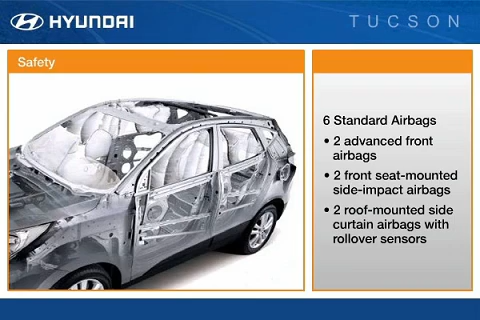 HYUNDAI
TUCSON
Safety
6 Standard Airbags
• 2 advanced front
airbags
• 2 front seat-mounted
side-impact airbags
• 2 roof-mounted side
curtain airbags with
rollover sensors